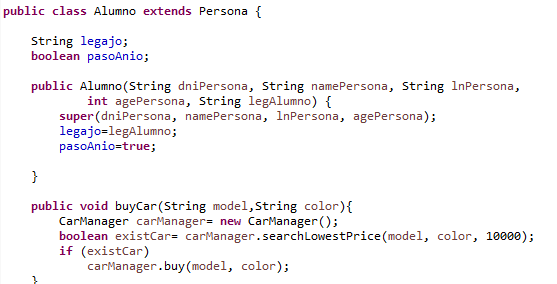 public class Alumno extends Persona {
String legajo;
boolean pasoAnio;
public Alumno(String dniPersona, String namePersona, String lnPersona,
int agePersona, String legAlumno) {
super(dniPersona, namePersona, lnPersona, agePersona);
legajo=legAlumno;
pasoAnio=true;
}
public void buyCar(String model,String color){
CarManager carManager= new CarManager();
boolean existCar= carManager.searchLowestPrice(model, color, 10000);
if (existCar)
carManager.buy(model, color);
}